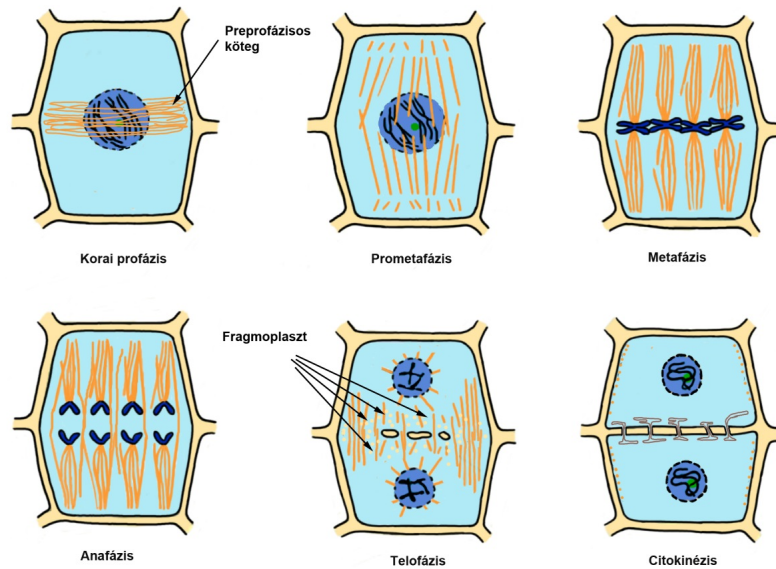 Preprofázisos
köteg
Korai profázis
Prometafázis
Metafázis
Fragmoplaszt
Anafázis
Telofázis
Citokinézis